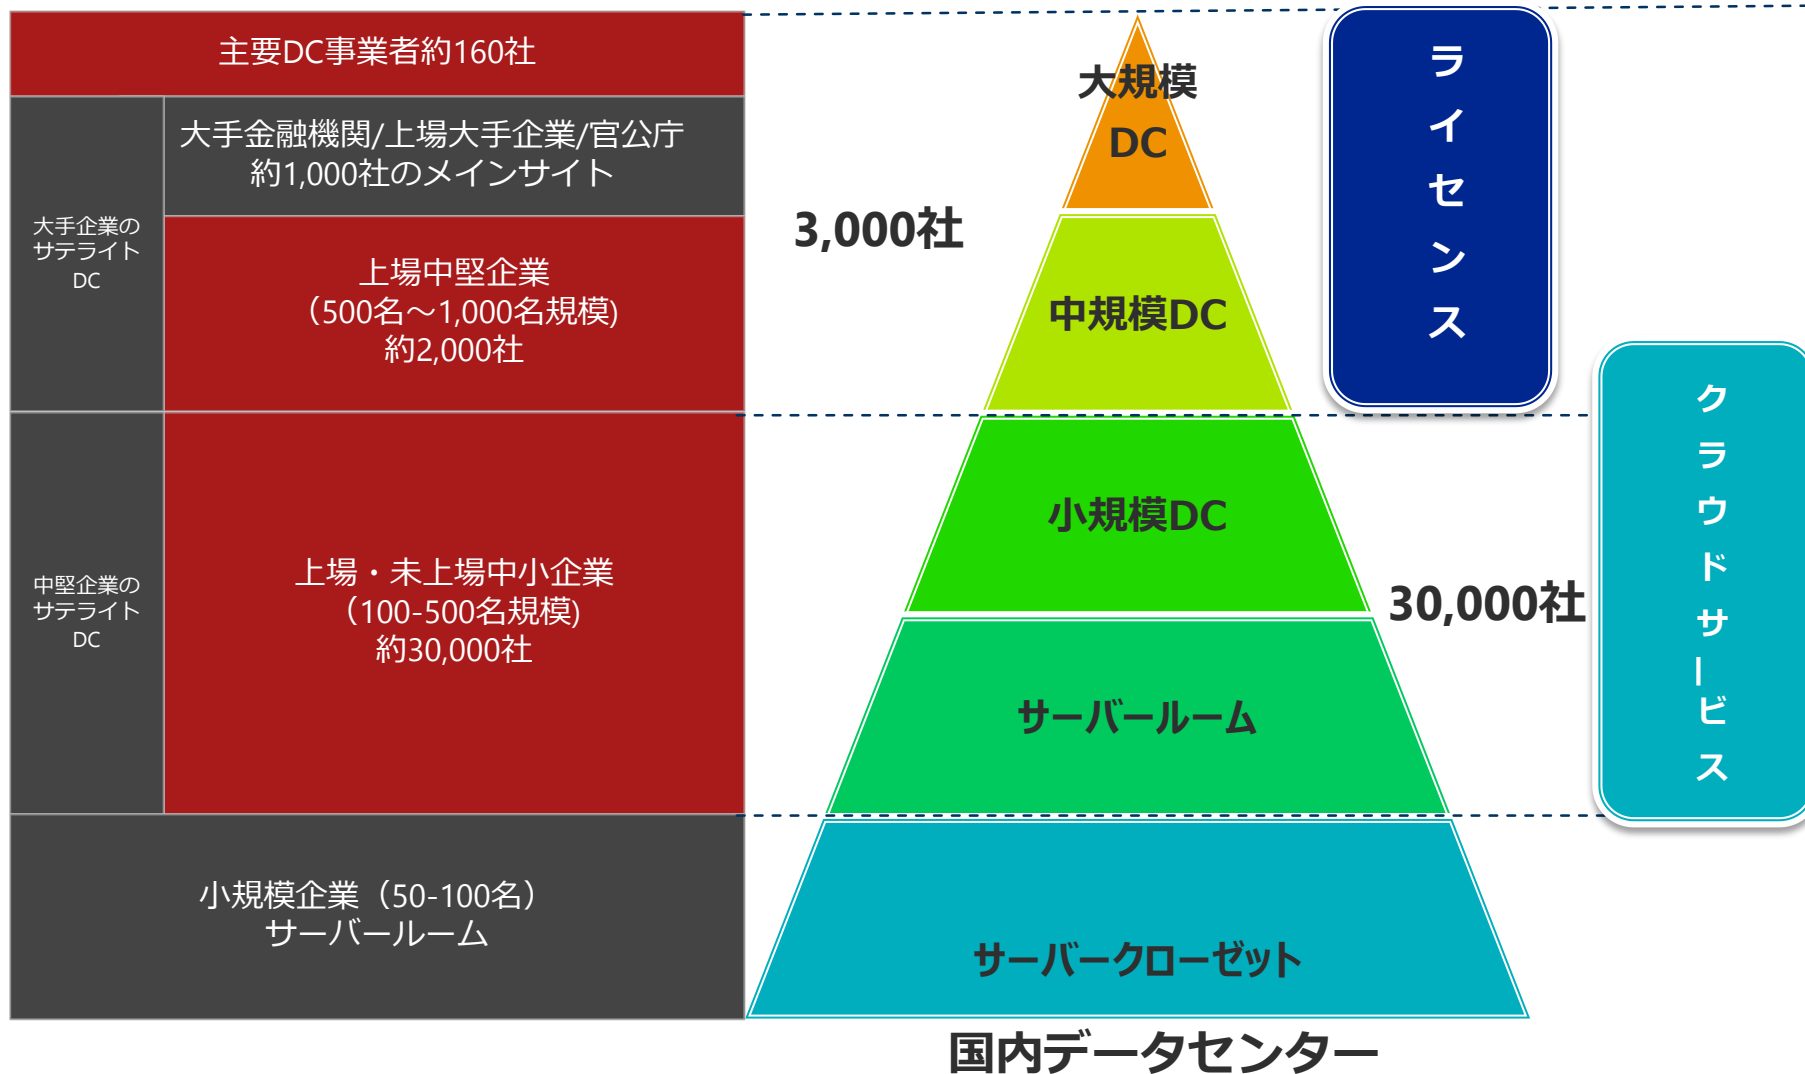 主要DC事業者約160社
大手企業の
サテライト
DC
大手金融機関/上場大手企業/官公庁
約1,000社のメインサイト
上場中堅企業
（500名～1,000名規模)
約2,000社
中堅企業の
サテライト
DC
上場・未上場中小企業
（100-500名規模)
約30,000社
小規模企業（50-100名）
サーバールーム
3,000社
大規模
DC
中規模DC
小規模DC
サーバールーム
サーバークローゼット
国内データセンター
30,000社
ライセンス
クラウドサービス